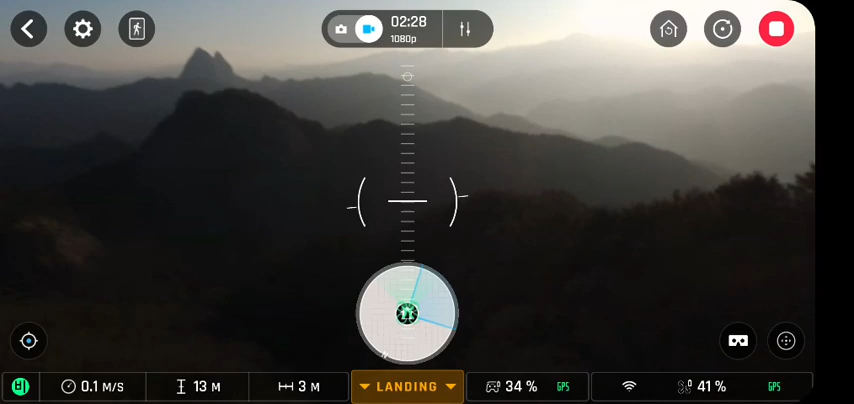 02:28
1080p
0.1 M/S
13 M
3 M
LANDING
34 %
GPS
41 %
GPS